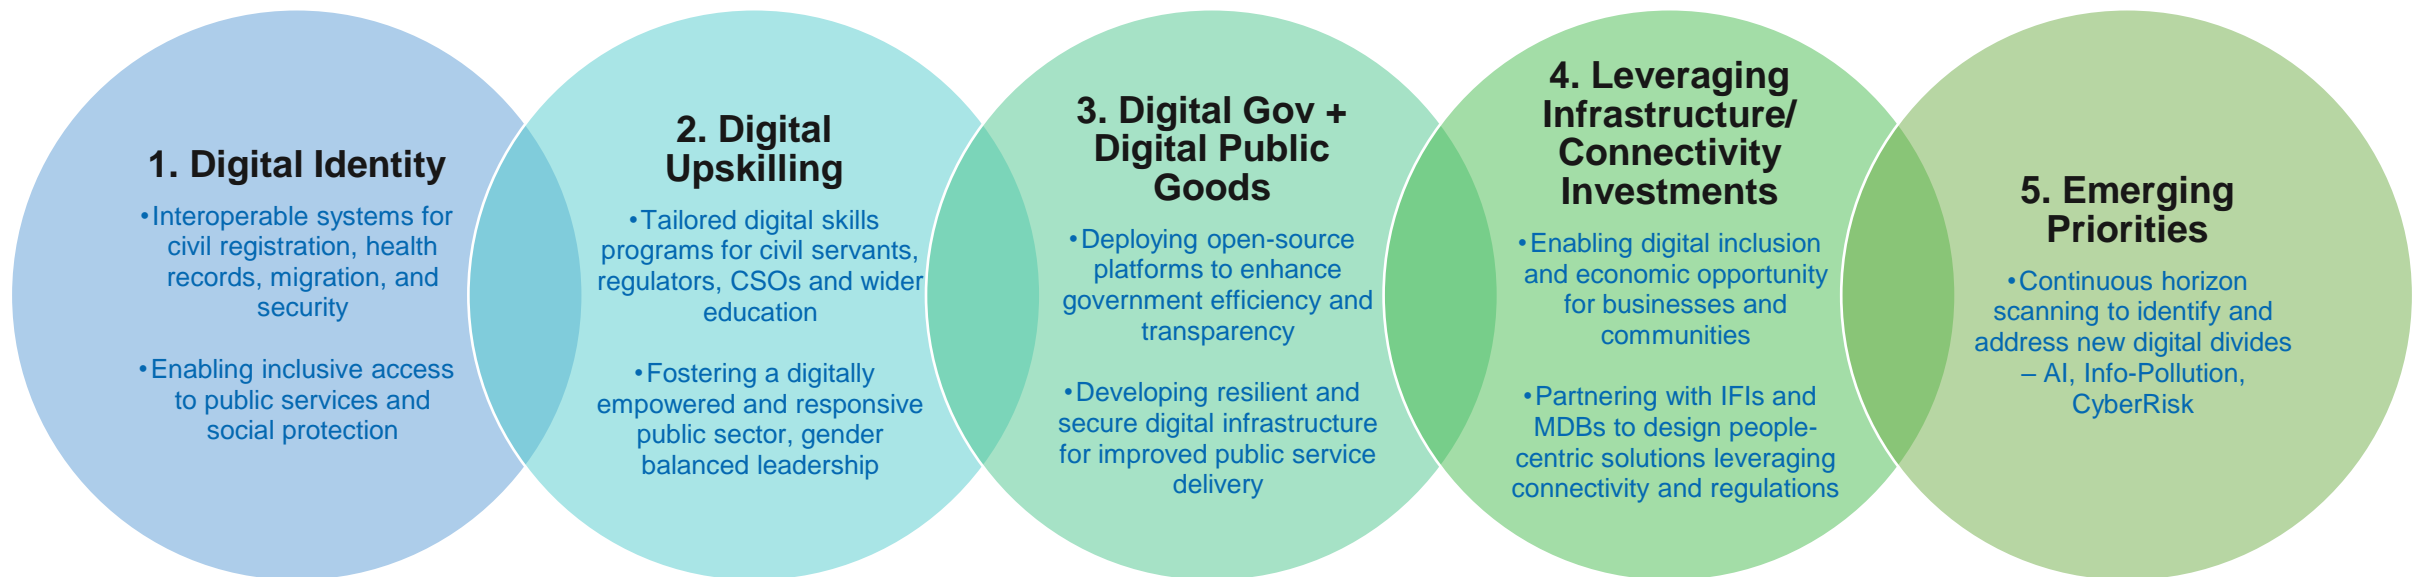 1. Digital Identity
•Interoperable systems for
civil registration, health
records, migration, and
security
•Enabling inclusive access
to public services and
social protection
2. Digital
Upskilling
•Tailored digital skills
programs for civil servants,
regulators, CSOs and wider
education
•Fostering a digitally
empowered and responsive
public sector, gender
balanced leadership
3. Digital Gov +
Digital Public
Goods
•Deploying open-source
platforms to enhance
government efficiency and
transparency
•Developing resilient and
secure digital infrastructure
for improved public service
delivery
4. Leveraging
Infrastructure/
Connectivity
Investments
•Enabling digital inclusion
and economic opportunity
for businesses and
communities
•Partnering with IFIs and
MDBs to design people-
centric solutions leveraging
connectivity and regulations
5. Emerging
Priorities
•Continuous horizon
scanning to identify and
address new digital divides
– AI, Info-Pollution,
CyberRisk